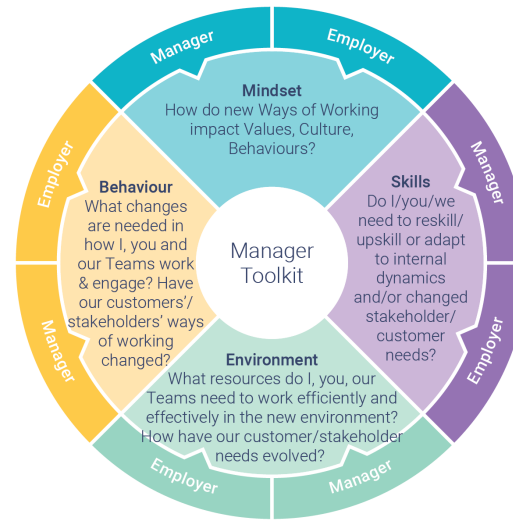 Manager
Employer
Mindset
How do new Ways of Working
impact Values, Culture,
Behaviours?
Employer
Manager
Behaviour
What changes
are needed in
how I, you and
our Teams work
& engage? Have
our customers’/
stakeholders’ ways
of working
changed?
Manager
Toolkit
Manager
Employer
Skills
Do I/you/we
need to reskill/
upskill or adapt
to internal
dynamics
and/or changed
stakeholder/
customer
needs?
Environment
What resources do I, you, our
Teams need to work efficiently and
effectively in the new environment?
How have our customer/stakeholder
needs evolved?
Employer
Manager